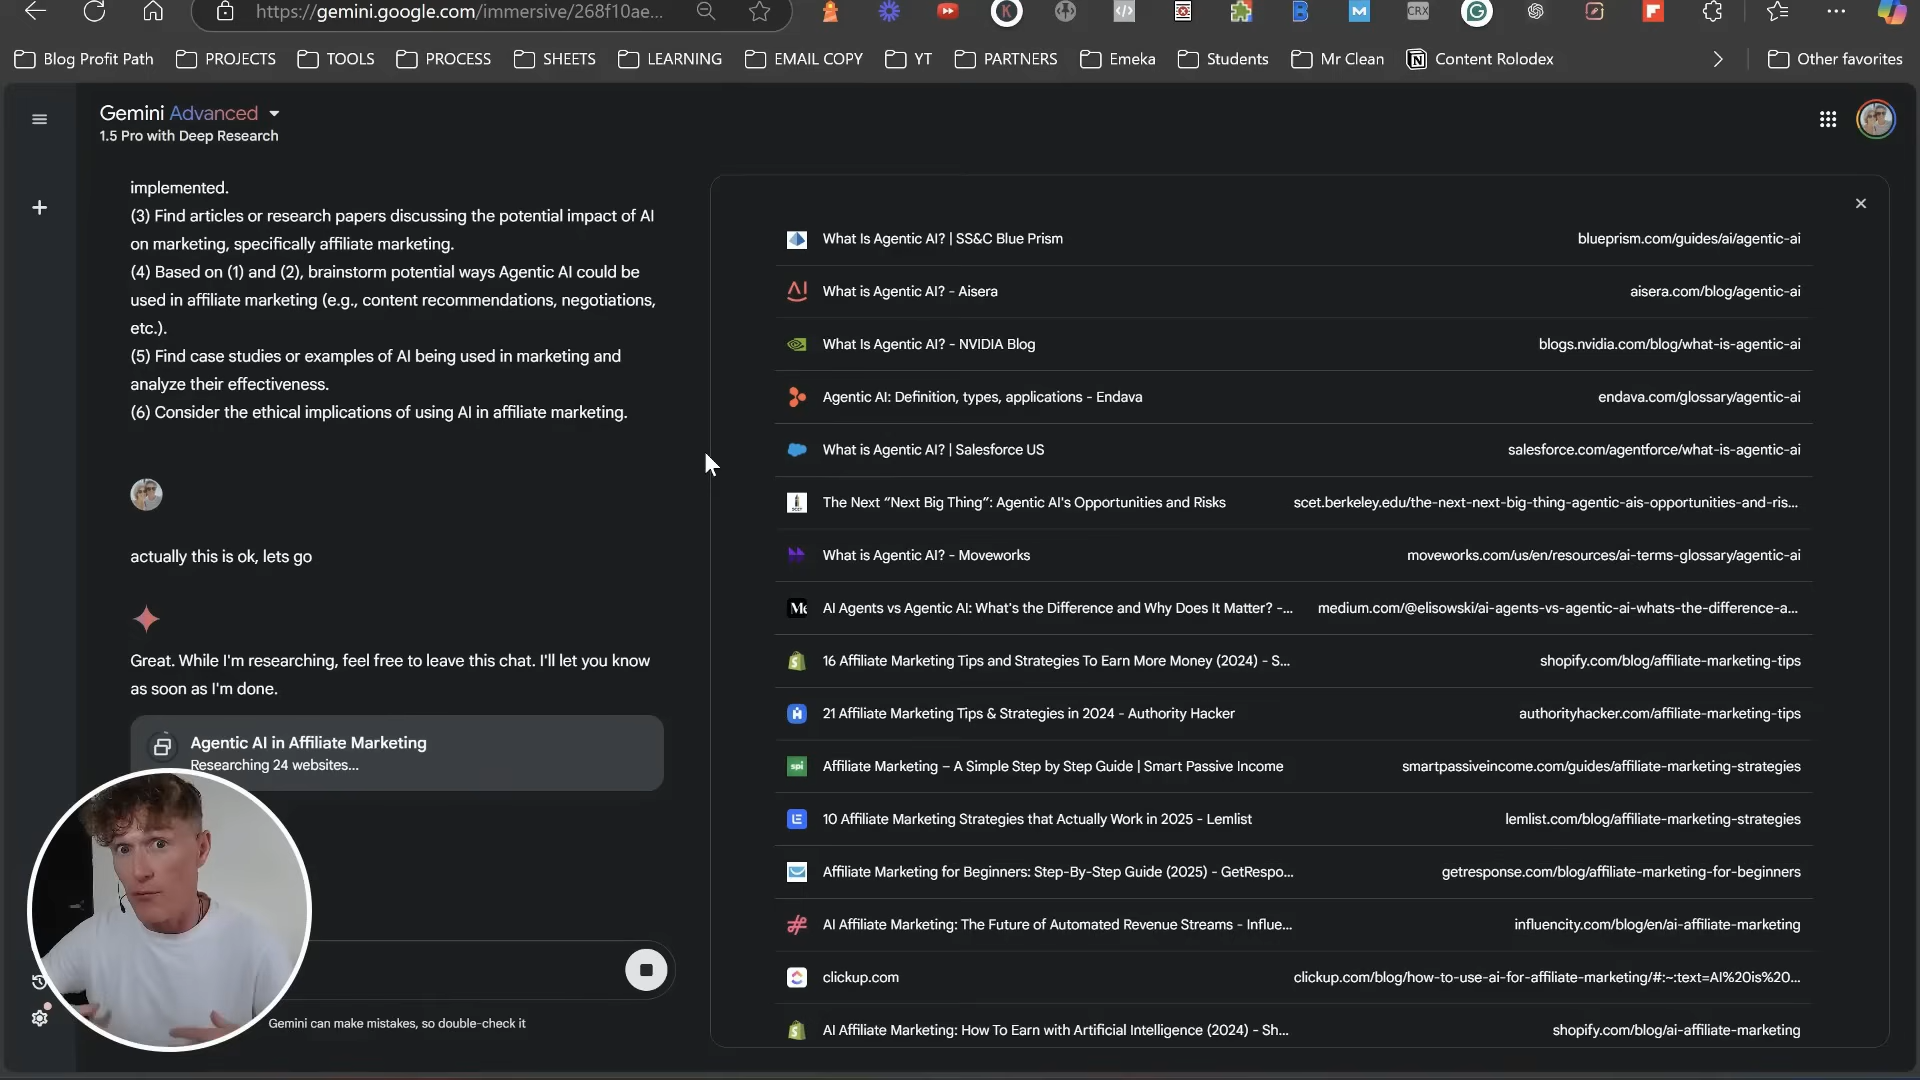 https://gemini.google.com/immersive/268f10ae...
CRX
Blog Profit Path
PROJECTS
TOOLS
PROCESS
SHEETS
LEARNING
EMAIL COPY
YT
PARTNERS
Emeka
Students
Mr Clean
Content Rolodex
Other favorites
Gemini Advanced
1.5 Pro with Deep Research
implemented.
(3) Find articles or research papers discussing the potential impact of AI
on marketing, specifically affiliate marketing.
(4) Based on (1) and (2), brainstorm potential ways Agentic AI could be
used in affiliate marketing (e.g., content recommendations, negotiations,
etc.).
(5) Find case studies or examples of AI being used in marketing and
analyze their effectiveness.
(6) Consider the ethical implications of using AI in affiliate marketing.
actually this is ok, lets go
Great. While I'm researching, feel free to leave this chat. I'll let you know
as soon as I'm done.
Agentic AI in Affiliate Marketing
Researching 24 websites...
Gemini can make mistakes, so double-check it
What Is Agentic AI? | SS&C Blue Prism blueprism.com/guides/ai/agentic-ai
What is Agentic AI? - Aisera aisera.com/blog/agentic-ai
What Is Agentic AI? - NVIDIA Blog blogs.nvidia.com/blog/what-is-agentic-ai
Agentic AI: Definition, types, applications - Endava endava.com/glossary/agentic-ai
What is Agentic AI? | Salesforce US salesforce.com/agentforce/what-is-agentic-ai
The Next “Next Big Thing”: Agentic AI's Opportunities and Risks scet.berkeley.edu/the-next-next-big-thing-agentic-ais-opportunities-and-ris...
What is Agentic AI? - Moveworks moveworks.com/us/en/resources/ai-terms-glossary/agentic-ai
AI Agents vs Agentic AI: What's the Difference and Why Does It Matter? -... medium.com/@elisowski/ai-agents-vs-agentic-ai-whats-the-difference-a...
16 Affiliate Marketing Tips and Strategies To Earn More Money (2024) - S... shopify.com/blog/affiliate-marketing-tips
21 Affiliate Marketing Tips & Strategies in 2024 - Authority Hacker authorityhacker.com/affiliate-marketing-tips
spi Affiliate Marketing – A Simple Step by Step Guide | Smart Passive Income smartpassiveincome.com/guides/affiliate-marketing-strategies
10 Affiliate Marketing Strategies that Actually Work in 2025 - Lemlist lemlist.com/blog/affiliate-marketing-strategies
Affiliate Marketing for Beginners: Step-By-Step Guide (2025) - GetRespo... getresponse.com/blog/affiliate-marketing-for-beginners
AI Affiliate Marketing: The Future of Automated Revenue Streams - Influe... influencity.com/blog/en/ai-affiliate-marketing
clickup.com clickup.com/blog/how-to-use-ai-for-affiliate-marketing/#:~:text=AI%20is%20...
AI Affiliate Marketing: How To Earn with Artificial Intelligence (2024) - Sh... shopify.com/blog/ai-affiliate-marketing